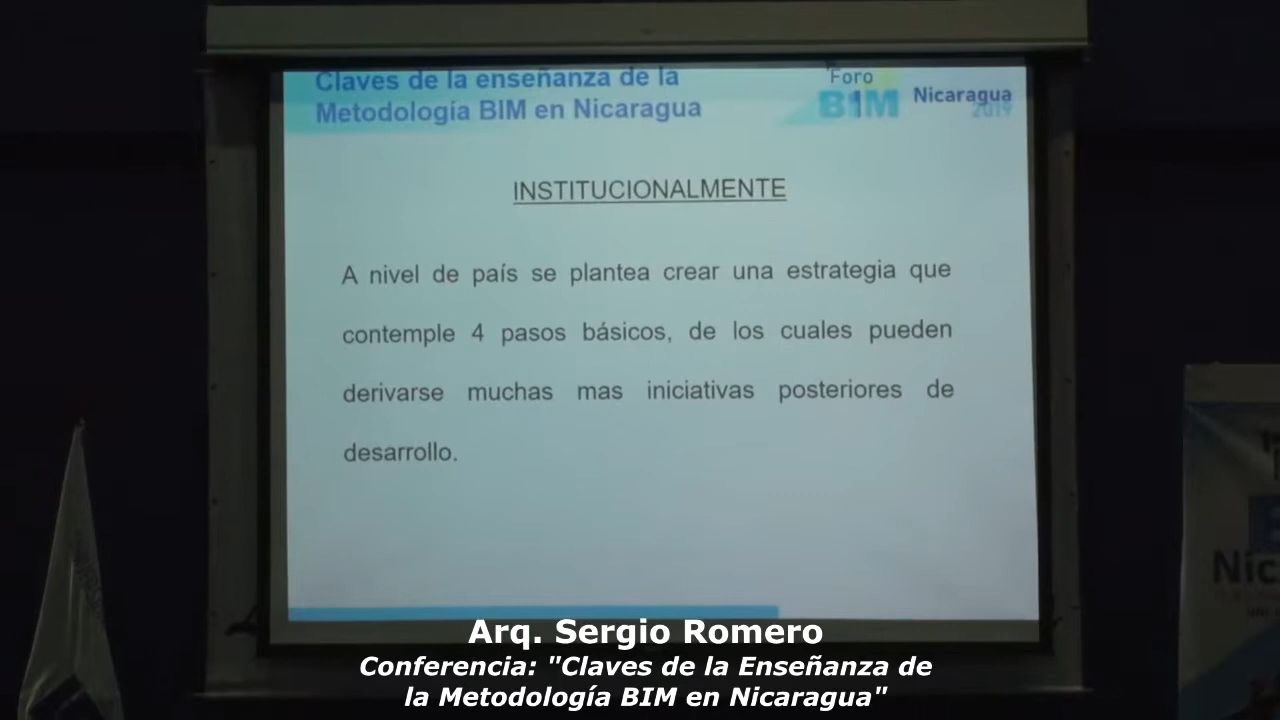 Claves de la enseñanza de la
Metodología BIM en Nicaragua
Foro
BIM Nicaragua
2019
INSTITUCIONALMENTE
A nivel de país se plantea crear una estrategia que
contemple 4 pasos básicos, de los cuales pueden
derivarse muchas mas iniciativas posteriores de
desarrollo.
Nic
Arq. Sergio Romero
Conferencia: "Claves de la Enseñanza de
la Metodología BIM en Nicaragua"